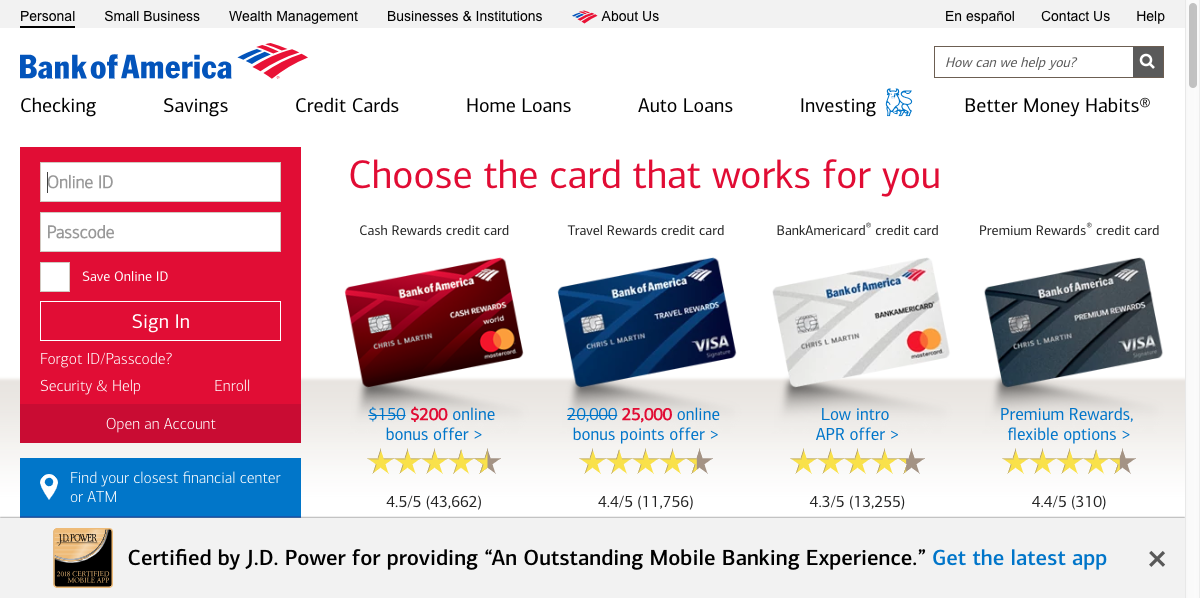 Personal Small Business Wealth Management Businesses & Institutions About Us En español Contact Us Help
Bank of America
How can we help you?
Checking Savings Credit Cards Home Loans Auto Loans Investing Better Money Habits®
Online ID
Passcode
Save Online ID
Sign In
Forgot ID/Passcode?
Security & Help Enroll
Open an Account
Find your closest financial center
or ATM
Choose the card that works for you
Cash Rewards credit card
Bank of America
CASH REWARDS
world
CHRIS L MARTIN
mastercard
$150 $200 online
bonus offer >
4.5/5 (43,662)
Travel Rewards credit card
Bank of America
TRAVEL REWARDS
CHRIS L MARTIN
VISA
Signature
20,000 25,000 online
bonus points offer >
4.4/5 (11,756)
BankAmericard® credit card
Bank of America
BANKAMERICARD
CHRIS L MARTIN
mastercard
Low intro
APR offer >
4.3/5 (13,255)
Premium Rewards® credit card
Bank of America
PREMIUM REWARDS
CHRIS L MARTIN
VISA
Signature
Premium Rewards,
flexible options >
4.4/5 (310)
J.D. POWER
2018 CERTIFIED
MOBILE APP
Certified by J.D. Power for providing “An Outstanding Mobile Banking Experience.” Get the latest app